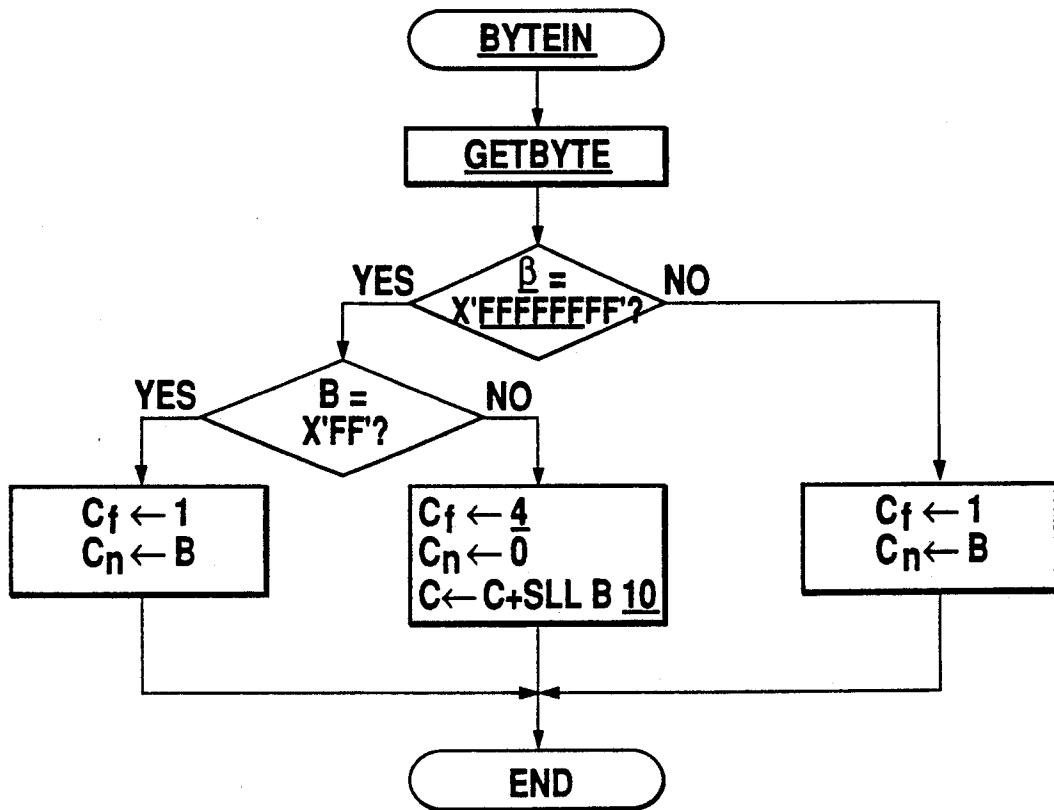 BYTEIN
GETBYTE
YES
β =
X'FFFFFFFF'?
NO
YES
B =
X'FF'?
NO
Cf ← 1
Cn ← B
Cf ← 4
Cn ← 0
C ← C+SLL B 10
Cf ← 1
Cn ← B
END